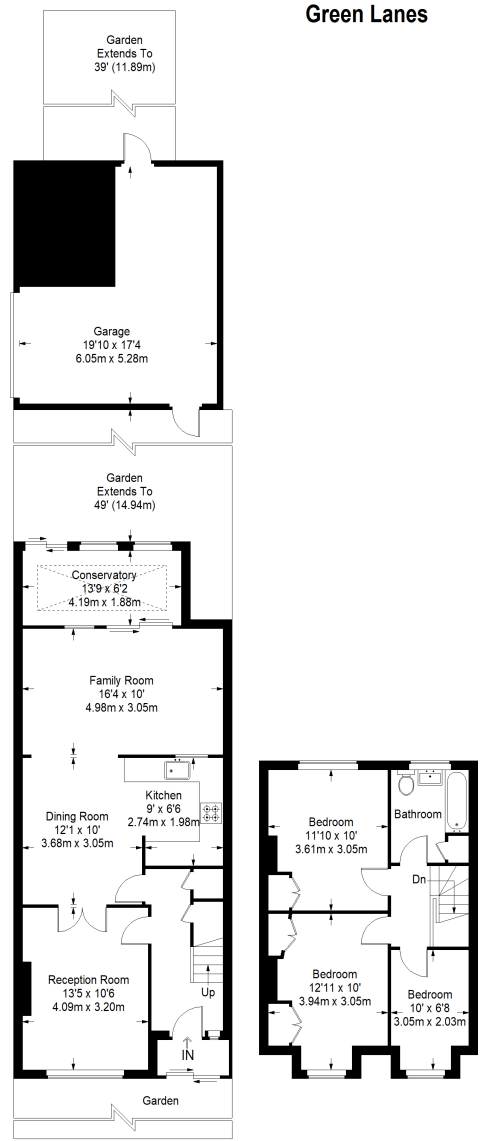 Green Lanes
Garden
Extends To
39' (11.89m)
Garage
19'10 x 17'4
6.05m x 5.28m
Garden
Extends To
49' (14.94m)
Conservatory
13'9 x 6'2
4.19m x 1.88m
Family Room
16'4 x 10'
4.98m x 3.05m
Kitchen
9' x 6'6
2.74m x 1.98m
Dining Room
12'1 x 10'
3.68m x 3.05m
Reception Room
13'5 x 10'6
4.09m x 3.20m
Up
IN
Garden
Bedroom
11'10 x 10'
3.61m x 3.05m
Bathroom
Dn
Bedroom
12'11 x 10'
3.94m x 3.05m
Bedroom
10' x 6'8
3.05m x 2.03m